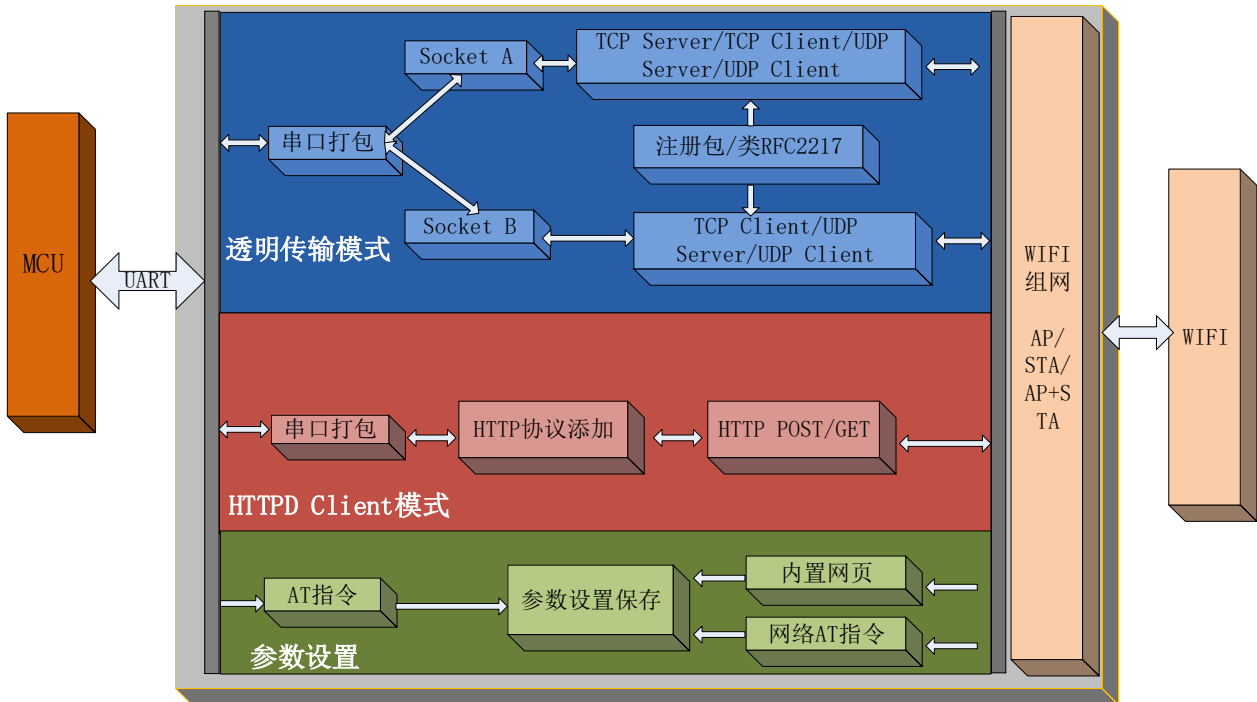 MCU
UART
Socket A
TCP Server/TCP Client/UDP
Server/UDP Client
串口打包
注册包/类RFC2217
Socket B
TCP Client/UDP
Server/UDP Client
透明传输模式
串口打包
HTTP协议添加
HTTP POST/GET
HTTPD Client模式
AT指令
参数设置保存
内置网页
网络AT指令
参数设置
WIFI
组网
AP/
STA/
AP+S
TA
WIFI